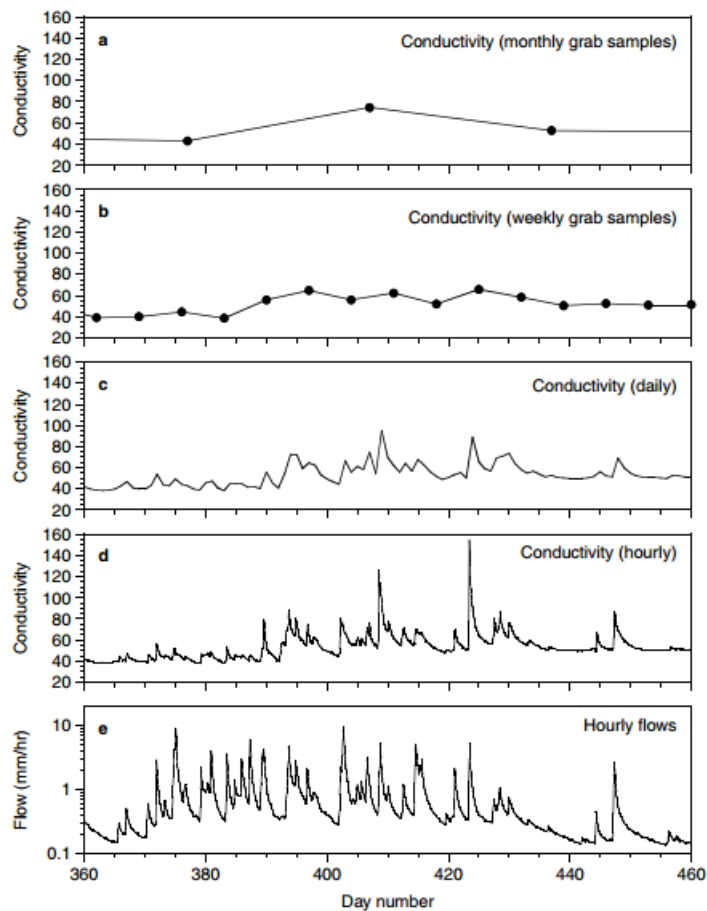 160
140
120
100
80
60
40
20
Conductivity
a
Conductivity (monthly grab samples)
160
140
120
100
80
60
40
20
Conductivity
b
Conductivity (weekly grab samples)
160
140
120
100
80
60
40
20
Conductivity
c
Conductivity (daily)
160
140
120
100
80
60
40
20
Conductivity
d
Conductivity (hourly)
10
1
0.1
Flow (mm/hr)
e
Hourly flows
360 380 400 420 440 460
Day number